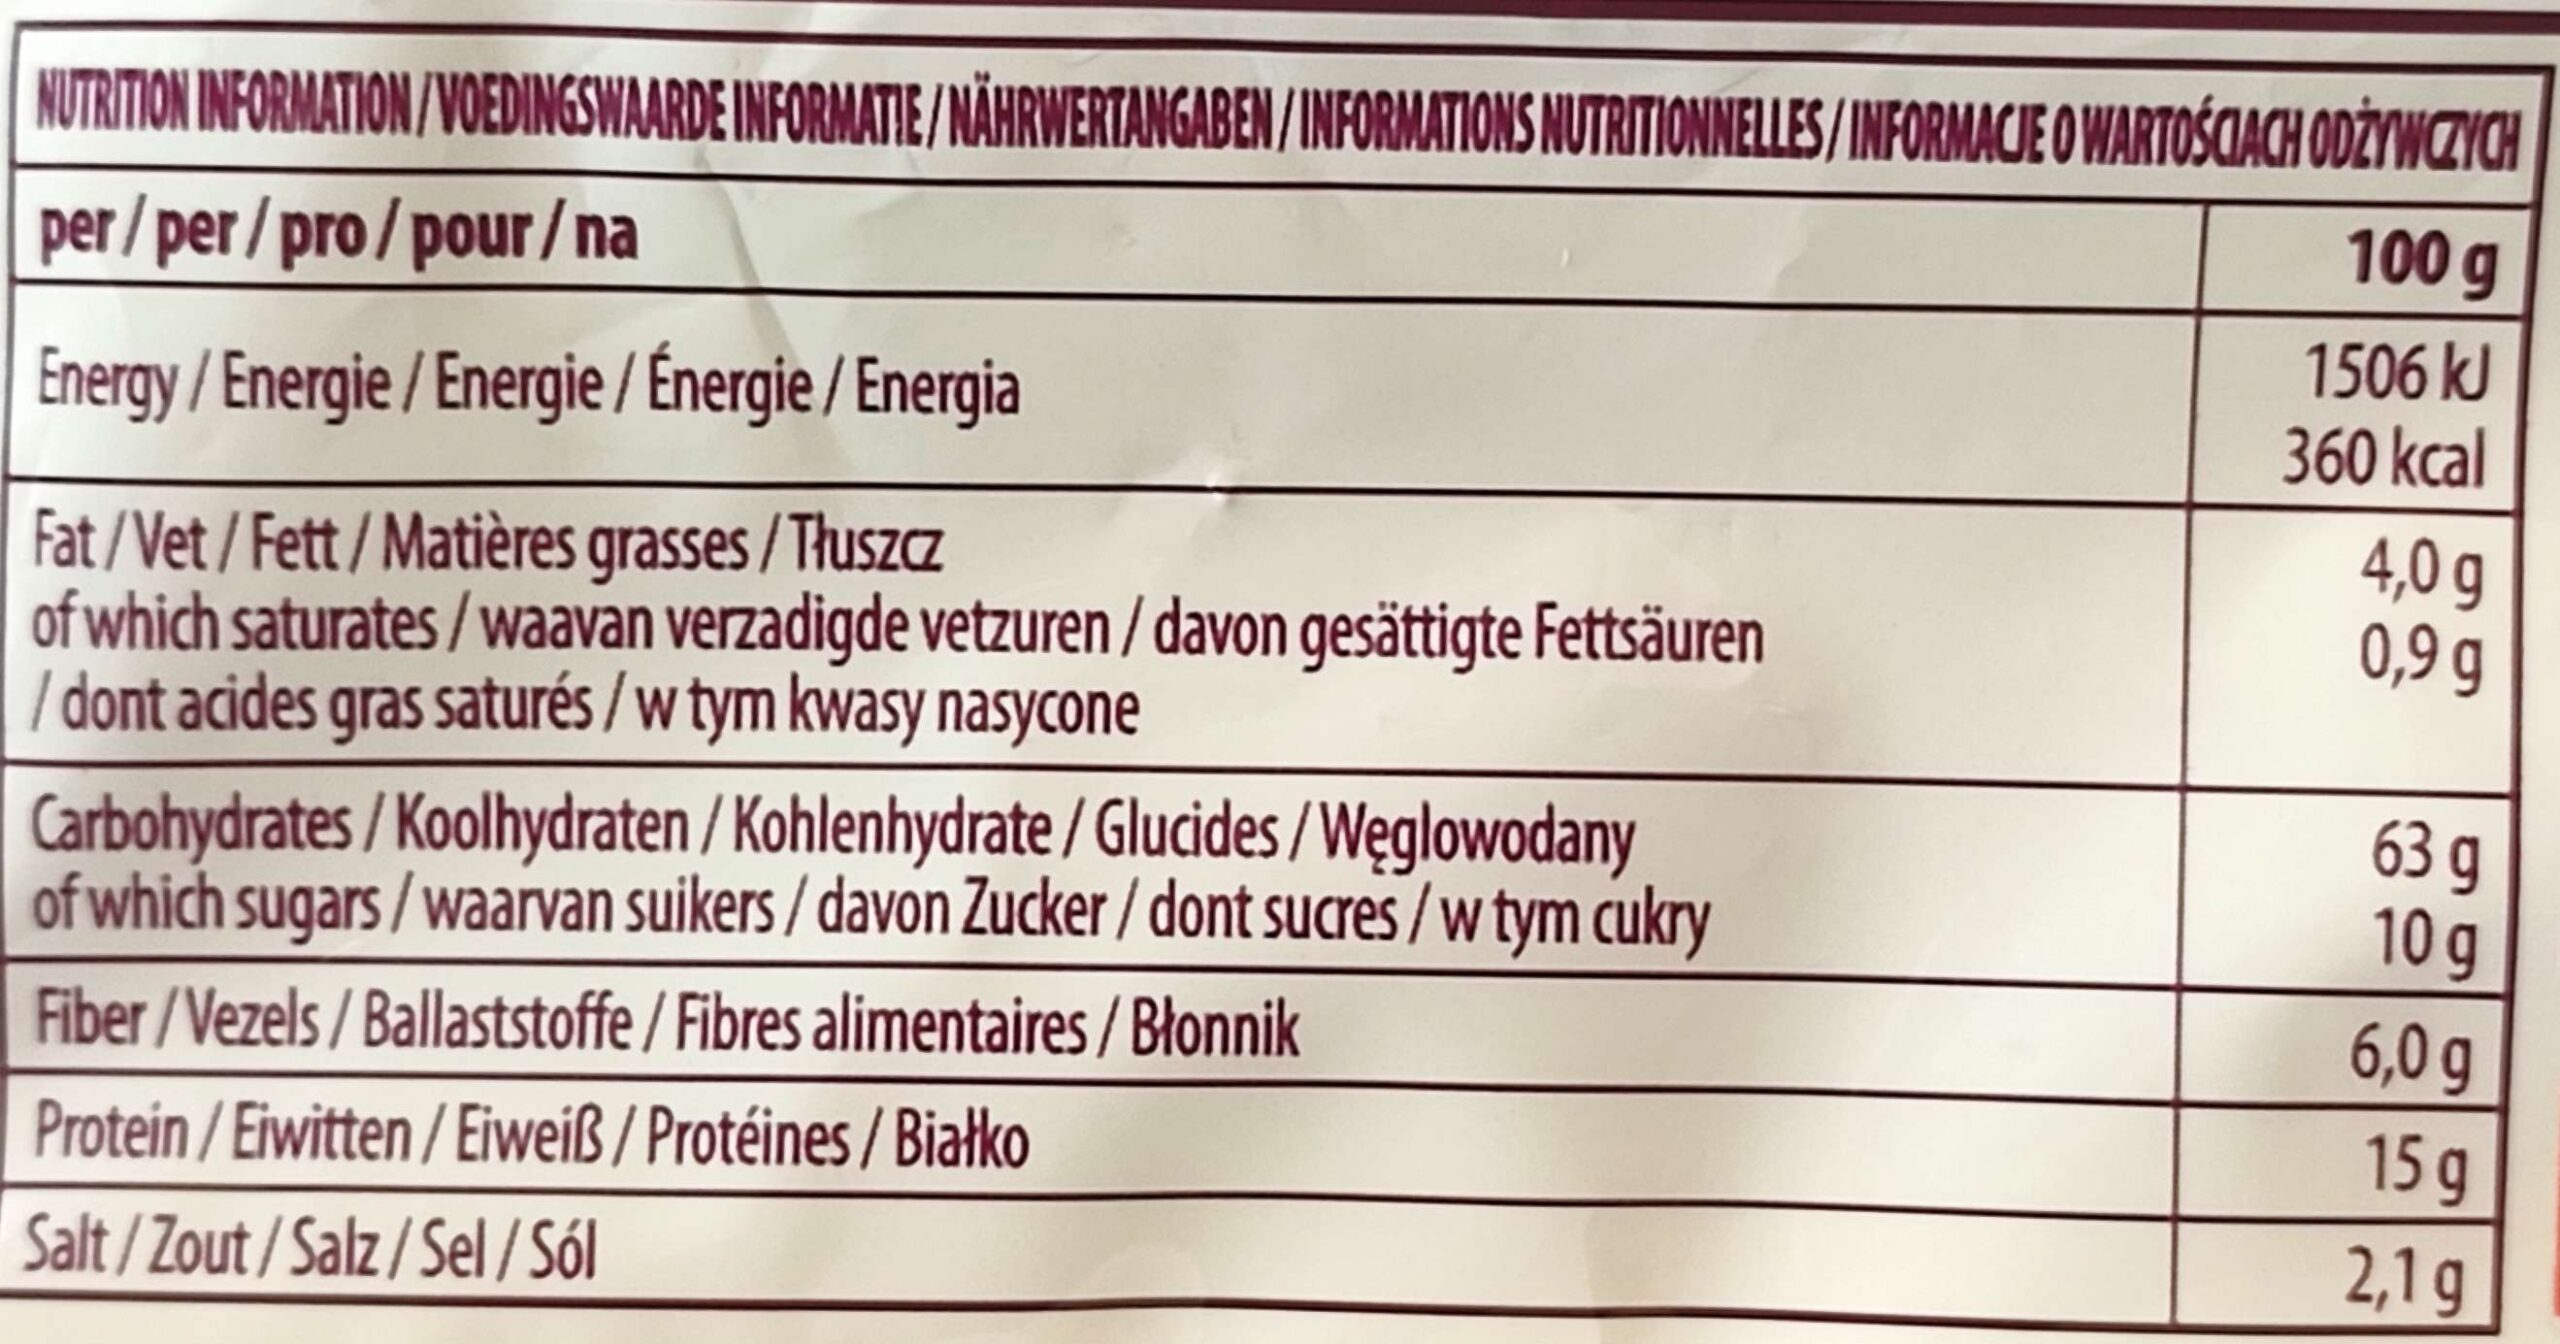 NUTRITION INFORMATION / VOEDINGSWAARDE INFORMATIE / NÄHRWERTANGABEN / INFORMATIONS NUTRITIONNELLES / INFORMACJE O WARTOŚCIACH ODŻYWCZYCH
per / per / pro / pour / na 100 g
Energy / Energie / Energie / Énergie / Energia 1506 kJ
360 kcal
Fat / Vet / Fett / Matières grasses / Tłuszcz 4,0 g
of which saturates / waavan verzadigde vetzuren / davon gesättigte Fettsäuren 0,9 g
/ dont acides gras saturés / w tym kwasy nasycone
Carbohydrates / Koolhydraten / Kohlenhydrate / Glucides / Węglowodany 63 g
of which sugars / waarvan suikers / davon Zucker / dont sucres / w tym cukry 10 g
Fiber / Vezels / Ballaststoffe / Fibres alimentaires / Błonnik 6,0 g
Protein / Eiwitten / Eiweiß / Protéines / Białko 15 g
Salt / Zout / Salz / Sel / Sól 2,1 g